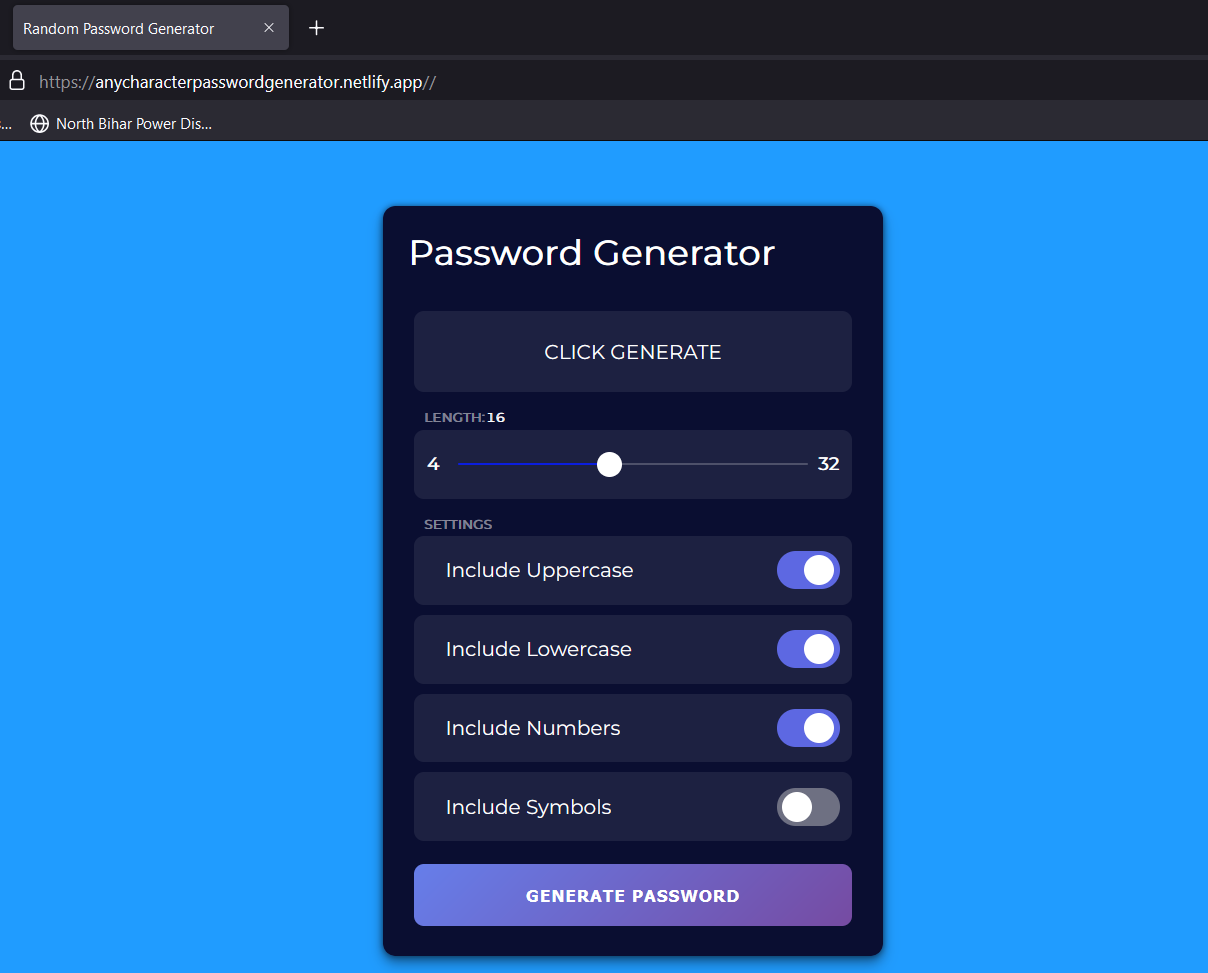 Random Password Generator
https://anycharacterpasswordgenerator.netlify.app//
North Bihar Power Dis...
Password Generator
CLICK GENERATE
LENGTH:16
4 32
SETTINGS
Include Uppercase
Include Lowercase
Include Numbers
Include Symbols
GENERATE PASSWORD